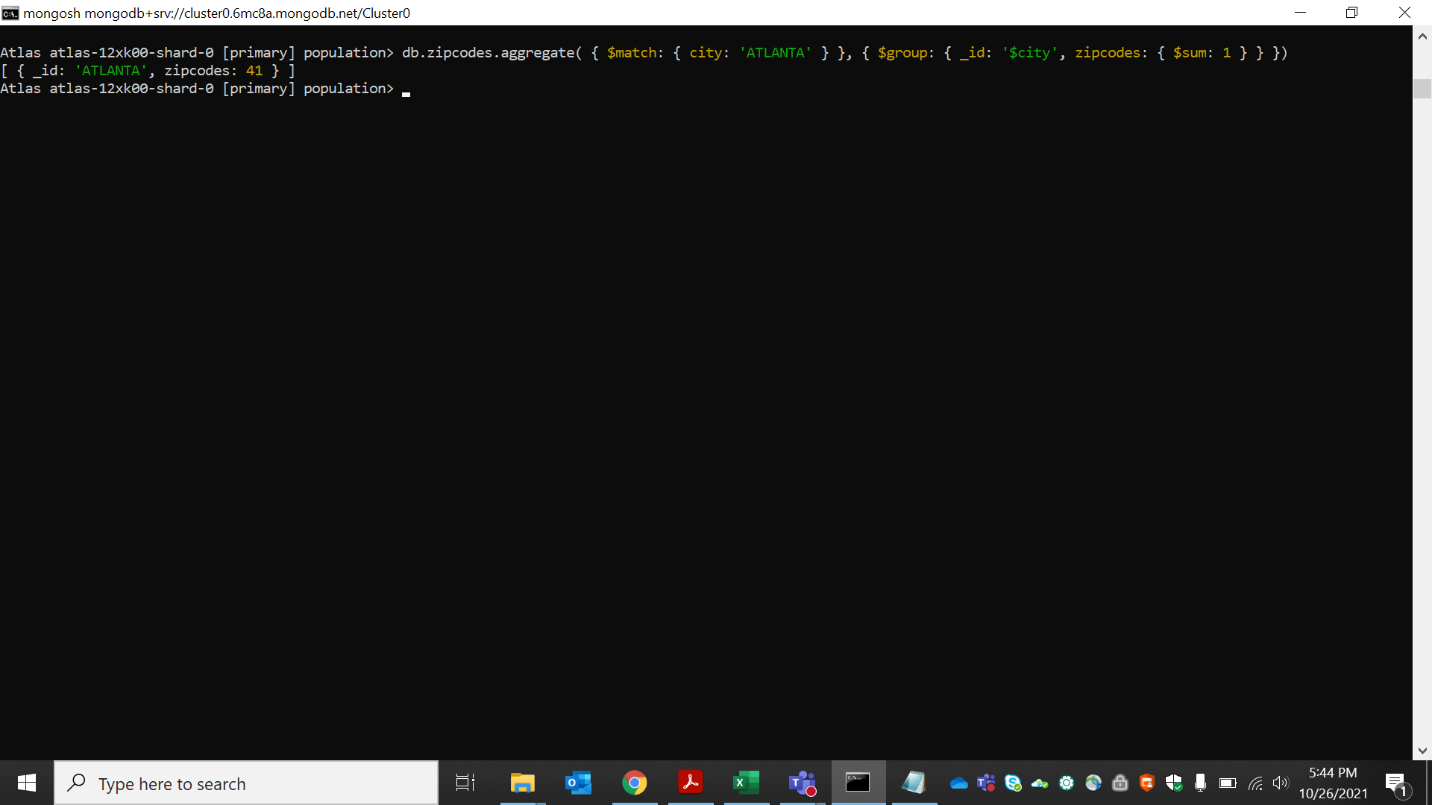 mongosh mongodb+srv://cluster0.6mc8a.mongodb.net/Cluster0
Atlas atlas-12xk00-shard-0 [primary] population> db.zipcodes.aggregate( { $match: { city: 'ATLANTA' } }, { $group: { _id: '$city', zipcodes: { $sum: 1 } } })
[ { _id: 'ATLANTA', zipcodes: 41 } ]
Atlas atlas-12xk00-shard-0 [primary] population>
Type here to search
5:44 PM
10/26/2021
1